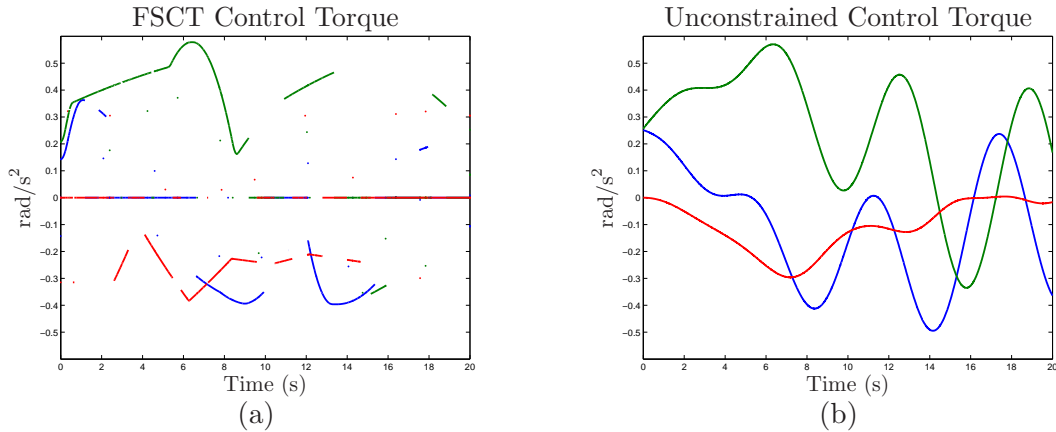 FSCT Control Torque
rad/s²
0.5
0.4
0.3
0.2
0.1
0
−0.1
−0.2
−0.3
−0.4
−0.5
0 2 4 6 8 10 12 14 16 18 20
Time (s)
(a)
Unconstrained Control Torque
rad/s²
0.5
0.4
0.3
0.2
0.1
0
−0.1
−0.2
−0.3
−0.4
−0.5
0 2 4 6 8 10 12 14 16 18 20
Time (s)
(b)